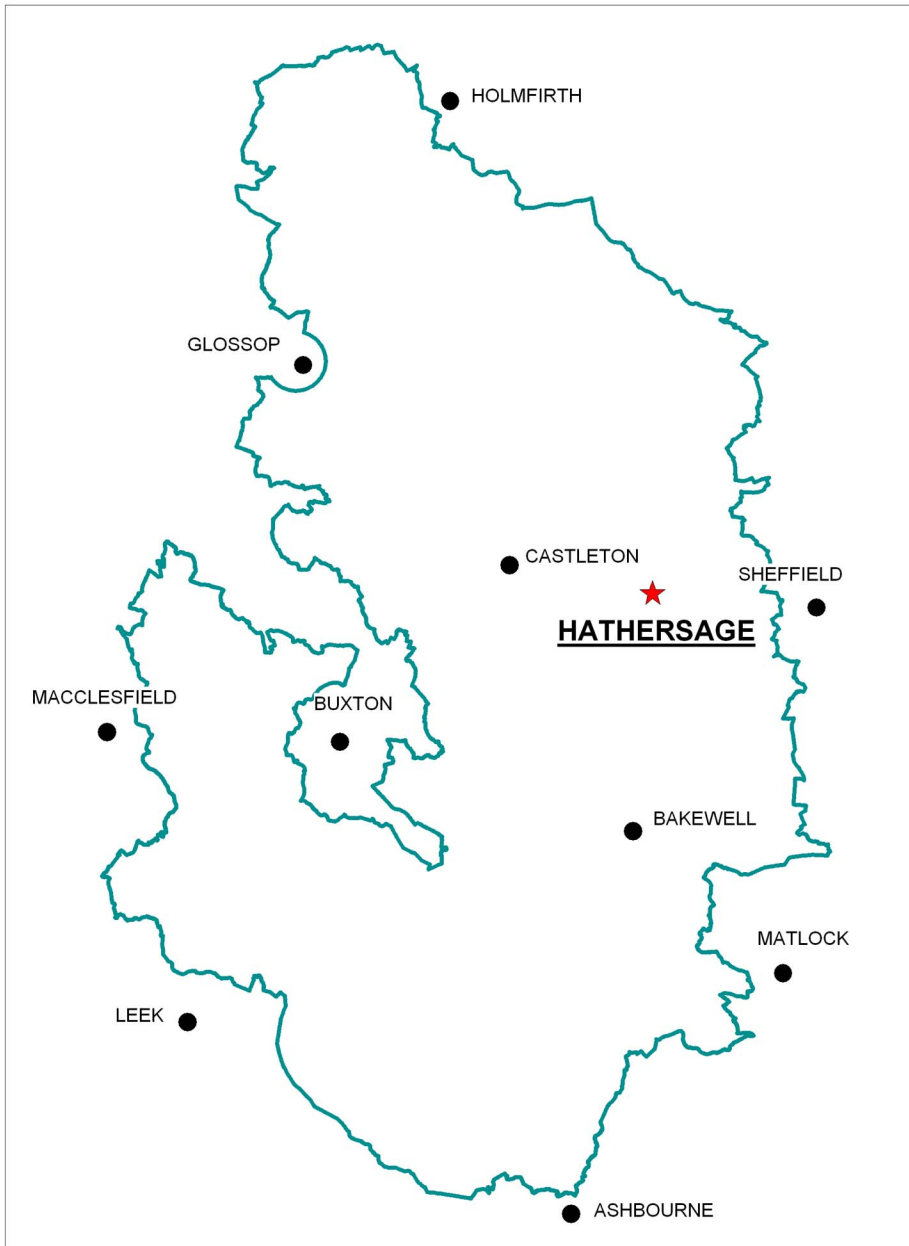 HOLMFIRTH
GLOSSOP
CASTLETON
SHEFFIELD
HATHERSAGE
MACCLESFIELD
BUXTON
BAKEWELL
MATLOCK
LEEK
ASHBOURNE